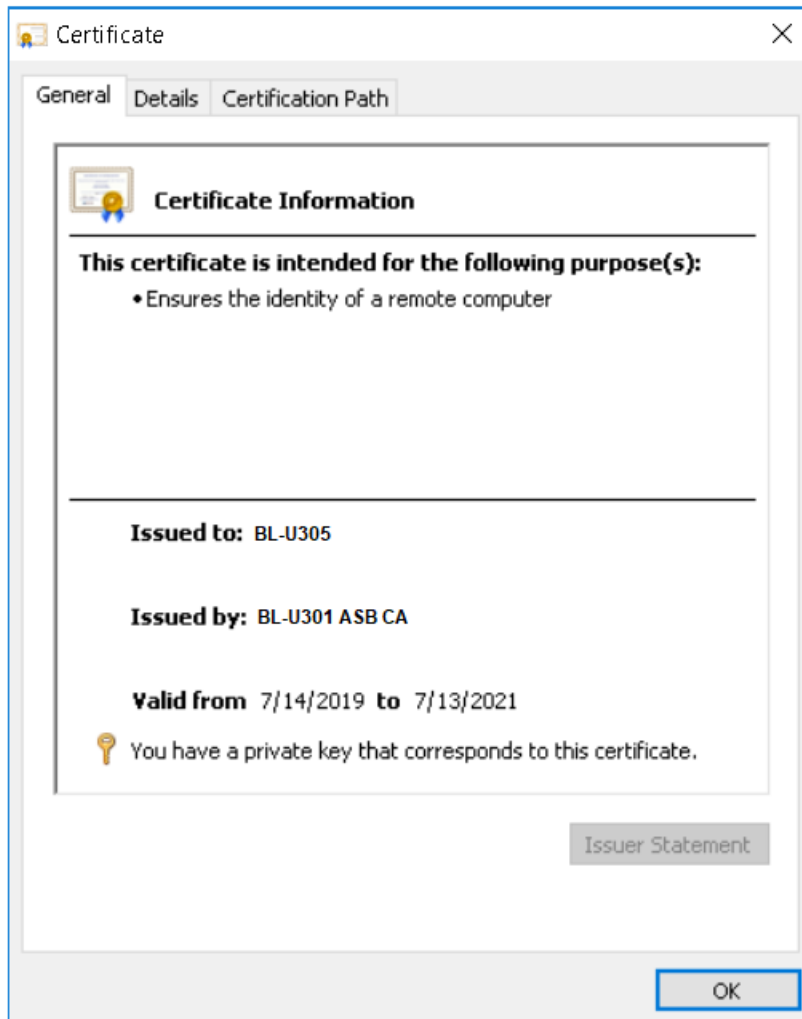 Certificate
General Details Certification Path
Certificate Information
This certificate is intended for the following purpose(s):
• Ensures the identity of a remote computer
Issued to: BL-U305
Issued by: BL-U301 ASB CA
Valid from 7/14/2019 to 7/13/2021
You have a private key that corresponds to this certificate.
Issuer Statement
OK